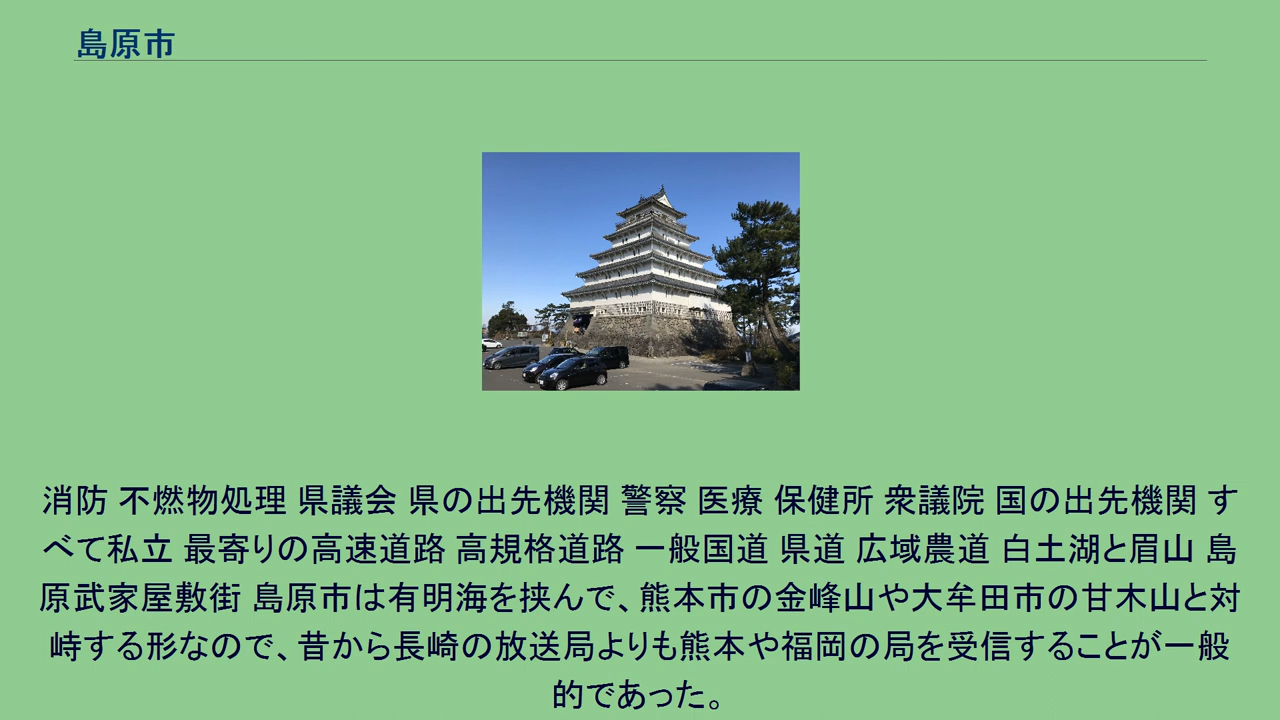 島原市
消防 不燃物処理 県議会 県の出先機関 警察 医療 保健所 衆議院 国の出先機関 す
べて私立 最寄りの高速道路 高規格道路 一般国道 県道 広域農道 白土湖と眉山 島
原武家屋敷街 島原市は有明海を挟んで、熊本市の金峰山や大牟田市の甘木山と対
峙する形なので、昔から長崎の放送局よりも熊本や福岡の局を受信することが一般
的であった。